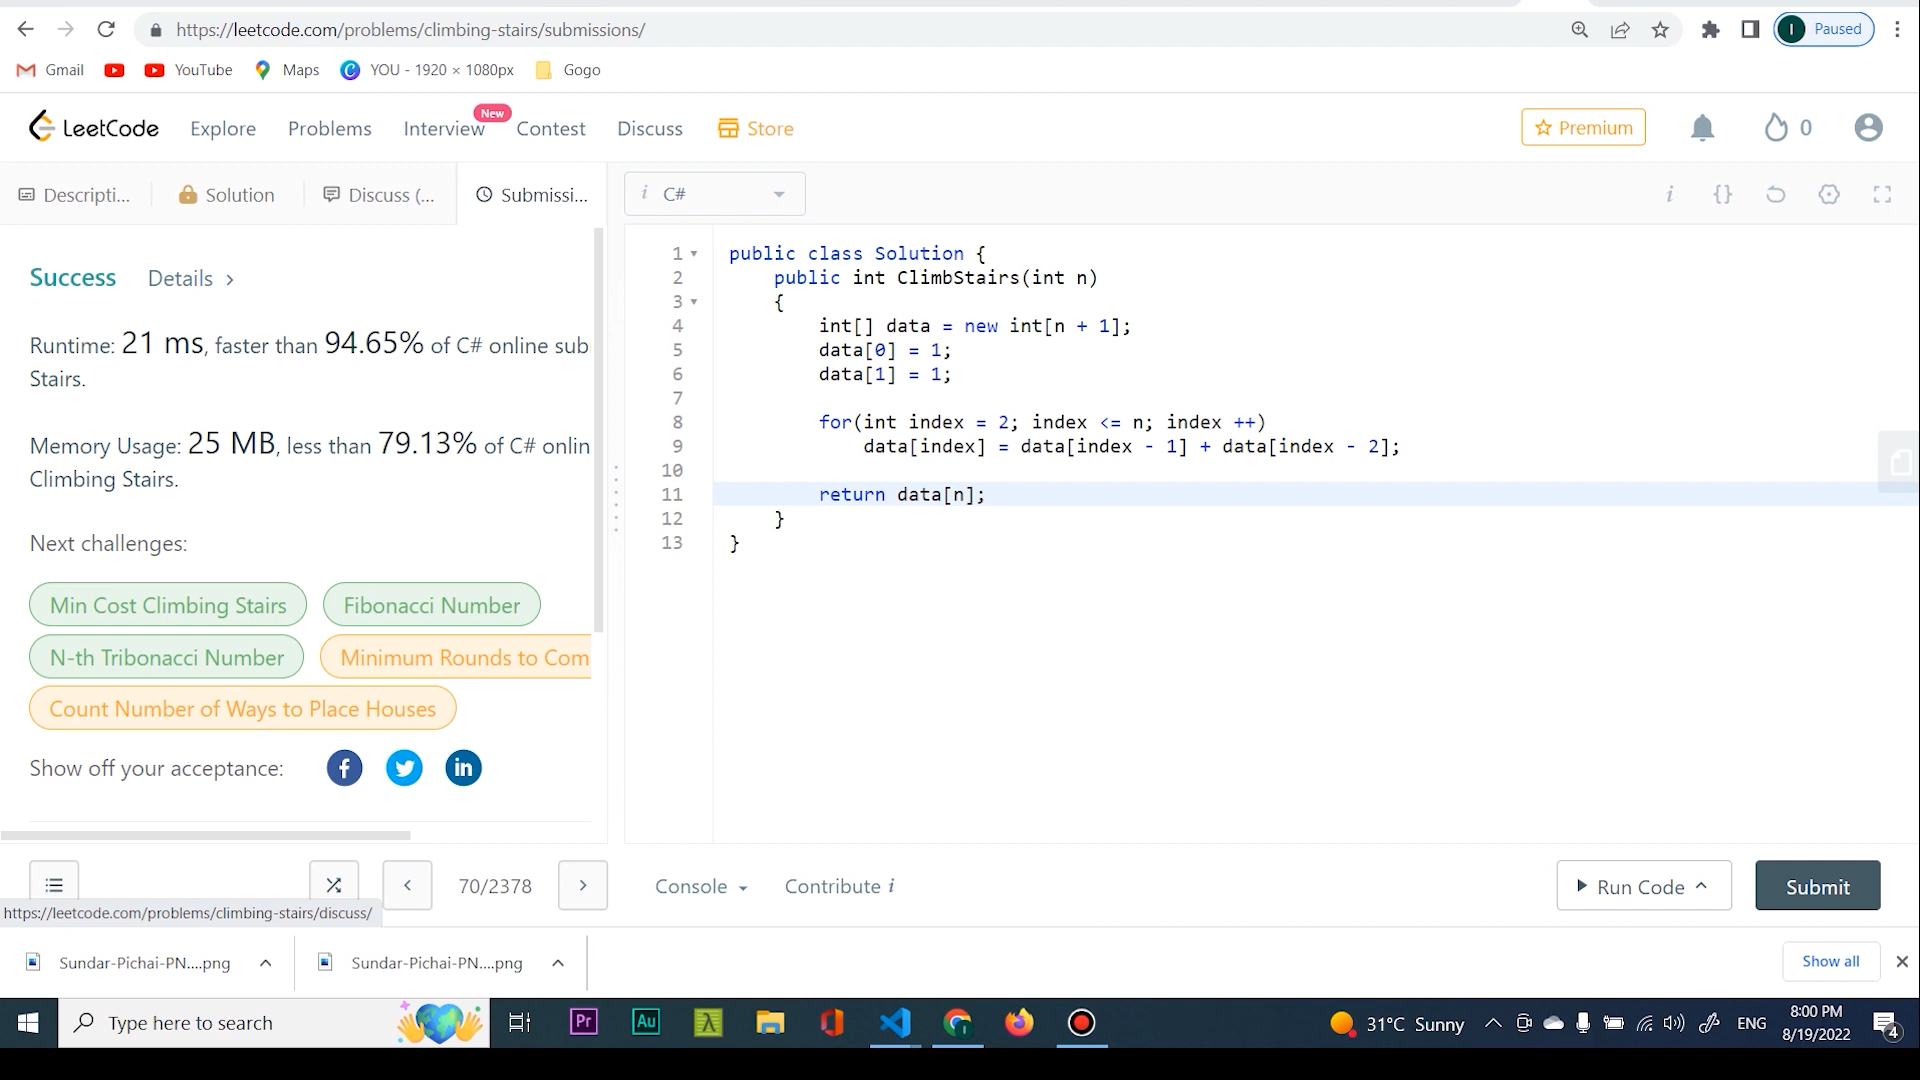 https://leetcode.com/problems/climbing-stairs/submissions/
Paused
Gmail
YouTube
Maps
YOU - 1920 × 1080px
Gogo
LeetCode
Explore
Problems
Interview
New
Contest
Discuss
Store
Premium
0
Descripti...
Solution
Discuss (...
Submissi...
i C#
Success
Details
Runtime: 21 ms, faster than 94.65% of C# online sub
Stairs.
Memory Usage: 25 MB, less than 79.13% of C# onlin
Climbing Stairs.
Next challenges:
Min Cost Climbing Stairs
Fibonacci Number
N-th Tribonacci Number
Minimum Rounds to Com
Count Number of Ways to Place Houses
Show off your acceptance:
1 public class Solution {
2 public int ClimbStairs(int n)
3 {
4 int[] data = new int[n + 1];
5 data[0] = 1;
6 data[1] = 1;
7
8 for(int index = 2; index <= n; index ++)
9 data[index] = data[index - 1] + data[index - 2];
10
11 return data[n];
12 }
13 }
70/2378
Console
Contribute i
Run Code
Submit
https://leetcode.com/problems/climbing-stairs/discuss/
Sundar-Pichai-PN....png
Sundar-Pichai-PN....png
Show all
Type here to search
Pr
Au
31°C Sunny
ENG
8:00 PM
8/19/2022
4